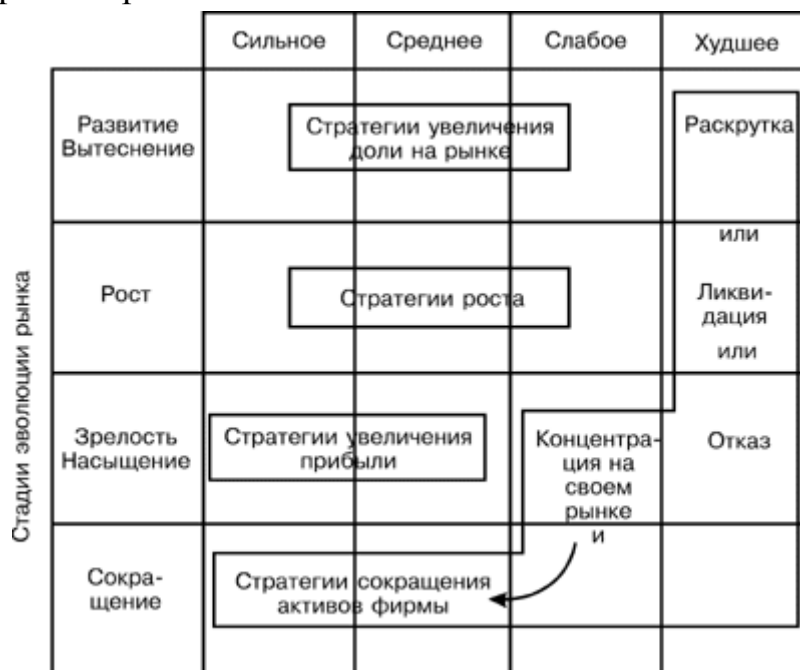 Сильное
Среднее
Слабое
Худшее
Стадии эволюции рынка
Развитие
Вытеснение
Стратегии увеличения
доли на рынке
Раскрутка
или
Рост
Стратегии роста
Ликви-
дация
или
Зрелость
Насыщение
Стратегии увеличения
прибыли
Концентра-
ция на
своем
рынке
и
Отказ
Сокра-
щение
Стратегии сокращения
активов фирмы